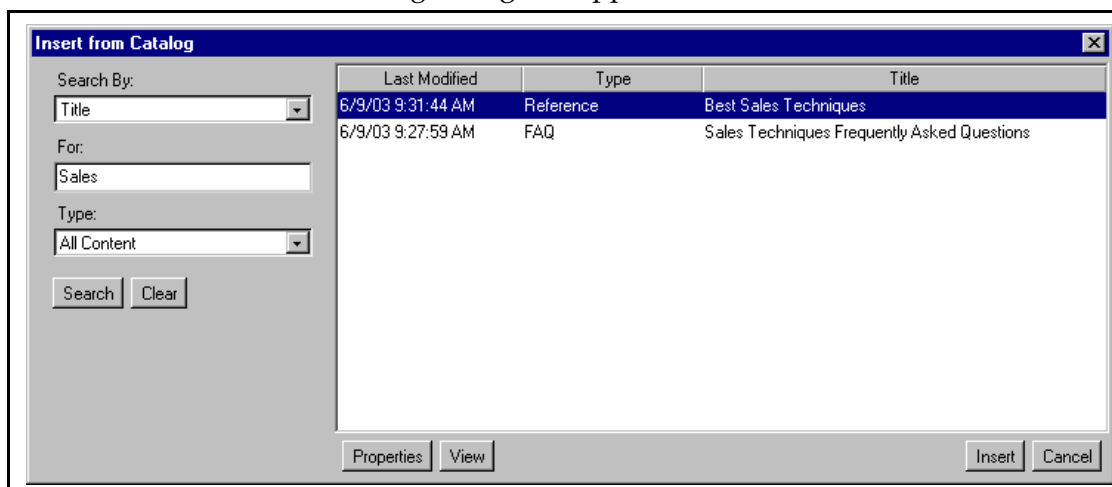 Insert from Catalog
Search By:
Title
For:
Sales
Type:
All Content
Search Clear
Last Modified Type Title
6/9/03 9:31:44 AM Reference Best Sales Techniques
6/9/03 9:27:59 AM FAQ Sales Techniques Frequently Asked Questions
Properties View Insert Cancel